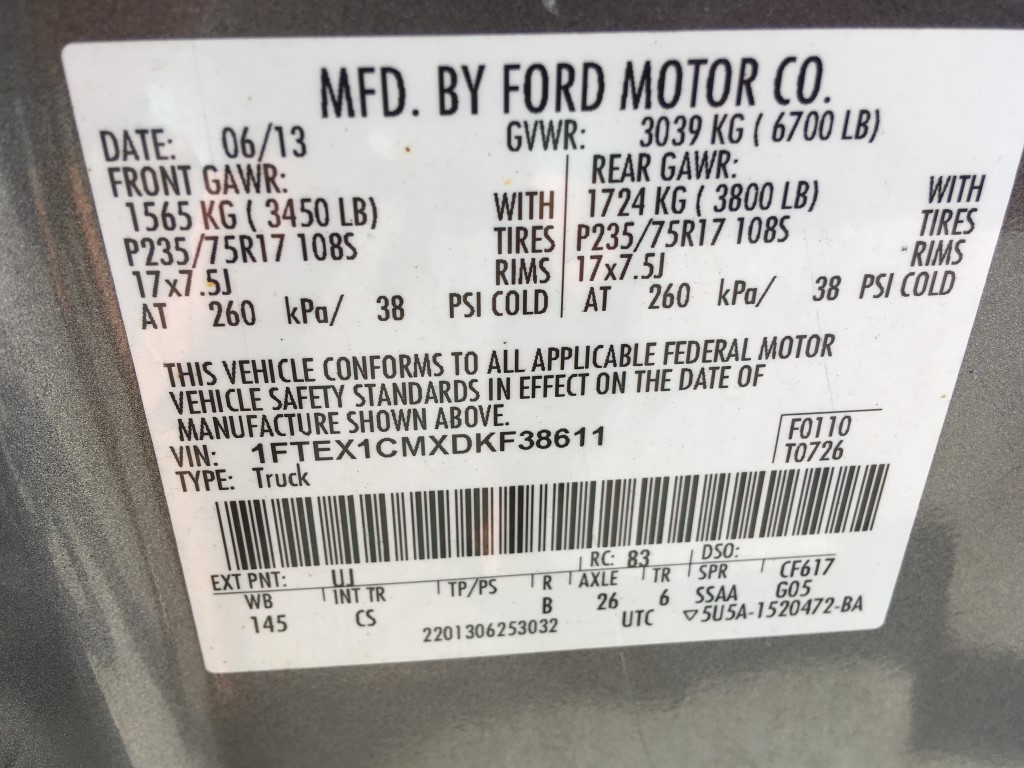 MFD. BY FORD MOTOR CO.
DATE: 06/13 GVWR: 3039 KG ( 6700 LB)
FRONT GAWR: REAR GAWR:
1565 KG ( 3450 LB) WITH 1724 KG ( 3800 LB) WITH
P235/75R17 108S TIRES P235/75R17 108S TIRES
17x7.5J RIMS 17x7.5J RIMS
AT 260 kPa/ 38 PSI COLD AT 260 kPa/ 38 PSI COLD
THIS VEHICLE CONFORMS TO ALL APPLICABLE FEDERAL MOTOR
VEHICLE SAFETY STANDARDS IN EFFECT ON THE DATE OF
MANUFACTURE SHOWN ABOVE.
VIN: 1FTEX1CMXDKF38611 F0110
TYPE: Truck T0726
EXT PNT: UJ RC: 83 DSO:
WB INT TR TP/PS R AXLE TR SPR CF617
145 CS B 26 6 SSAA G05
2201306253032 UTC ▽5U5A-1520472-BA